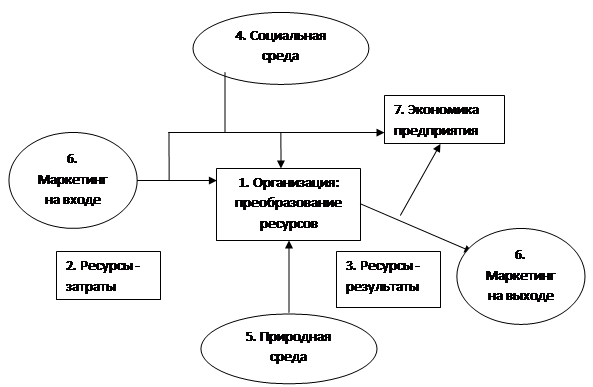 4. Социальная
среда
7. Экономика
предприятия
6.
Маркетинг
на входе
1. Организация:
преобразование
ресурсов
2. Ресурсы-
затраты
3. Ресурсы-
результаты
6.
Маркетинг
на выходе
5. Природная
среда